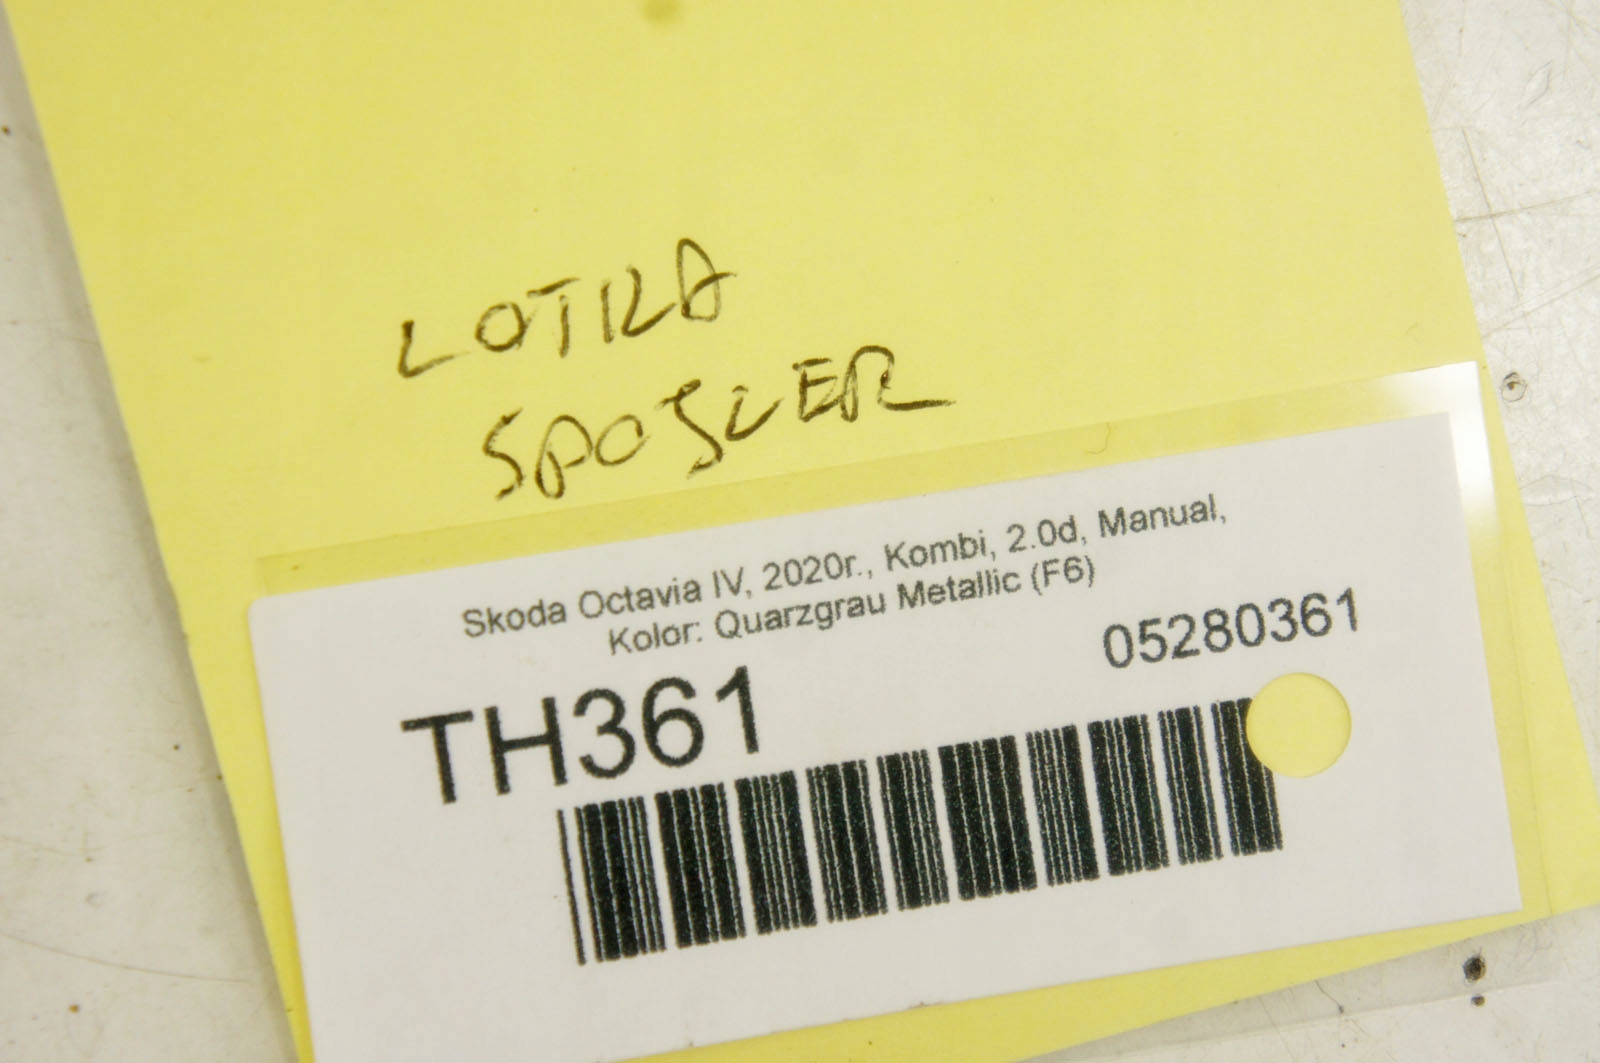 LOTKA
SPOJLER
Skoda Octavia IV, 2020r., Kombi, 2.0d, Manual,
Kolor: Quarzgrau Metallic (F6)
05280361
TH361